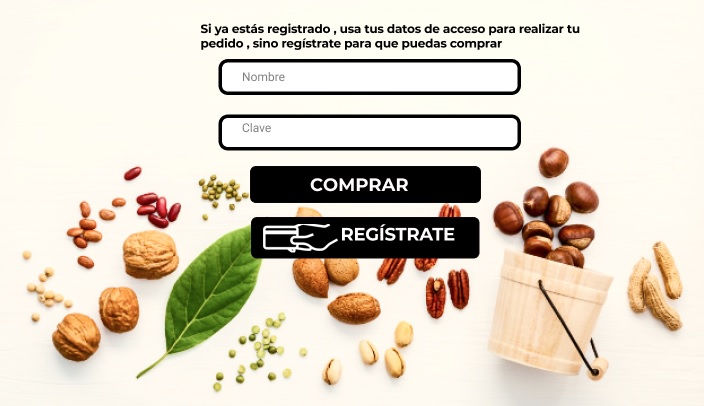 Si ya estás registrado , usa tus datos de acceso para realizar tu
pedido , sino regístrate para que puedas comprar
Nombre
Clave
COMPRAR
REGÍSTRATE